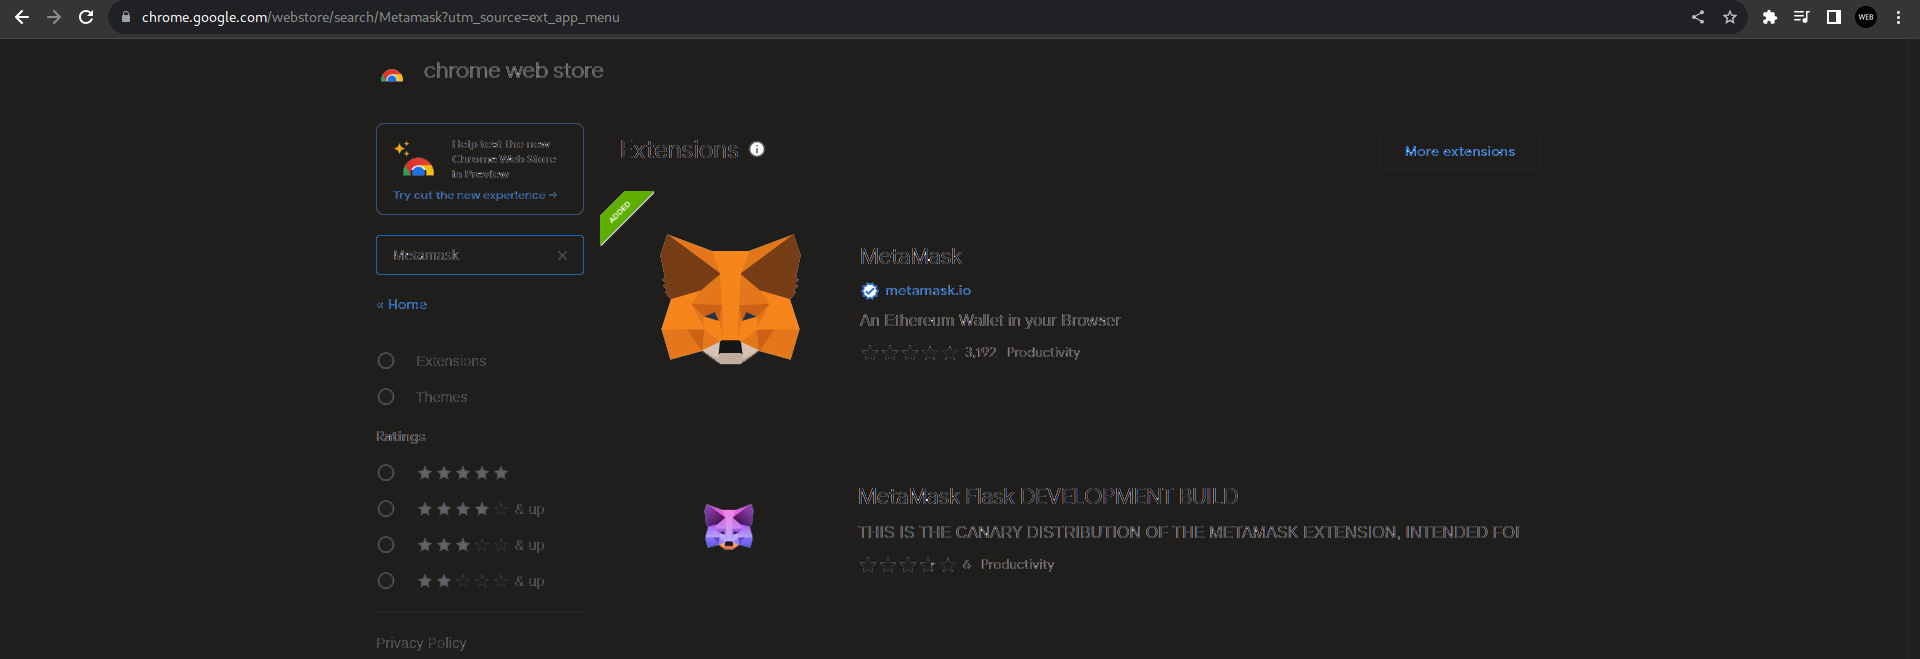 chrome.google.com/webstore/search/Metamask?utm_source=ext_app_menu
WEB
chrome web store
Help test the new
Chrome Web Store
in Preview
Try out the new experience →
Metamask
« Home
Extensions
Themes
Ratings
& up
& up
& up
Privacy Policy
Extensions
More extensions
ADDED
MetaMask
metamask.io
An Ethereum Wallet in your Browser
3,192 Productivity
MetaMask Flask DEVELOPMENT BUILD
THIS IS THE CANARY DISTRIBUTION OF THE METAMASK EXTENSION, INTENDED FOR
6 Productivity